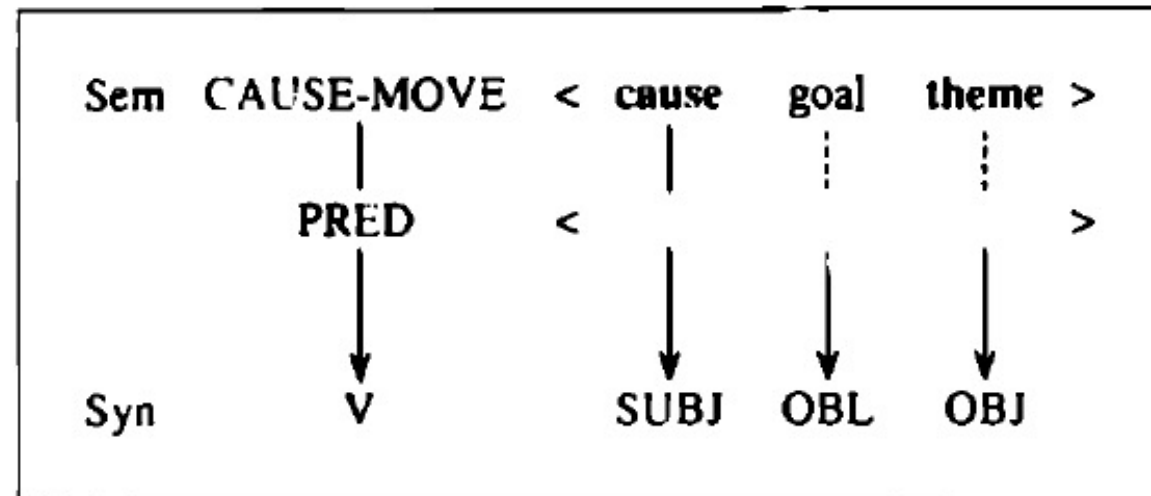 Sem CAUSE-MOVE < cause goal theme >
PRED < >
Syn V SUBJ OBL OBJ